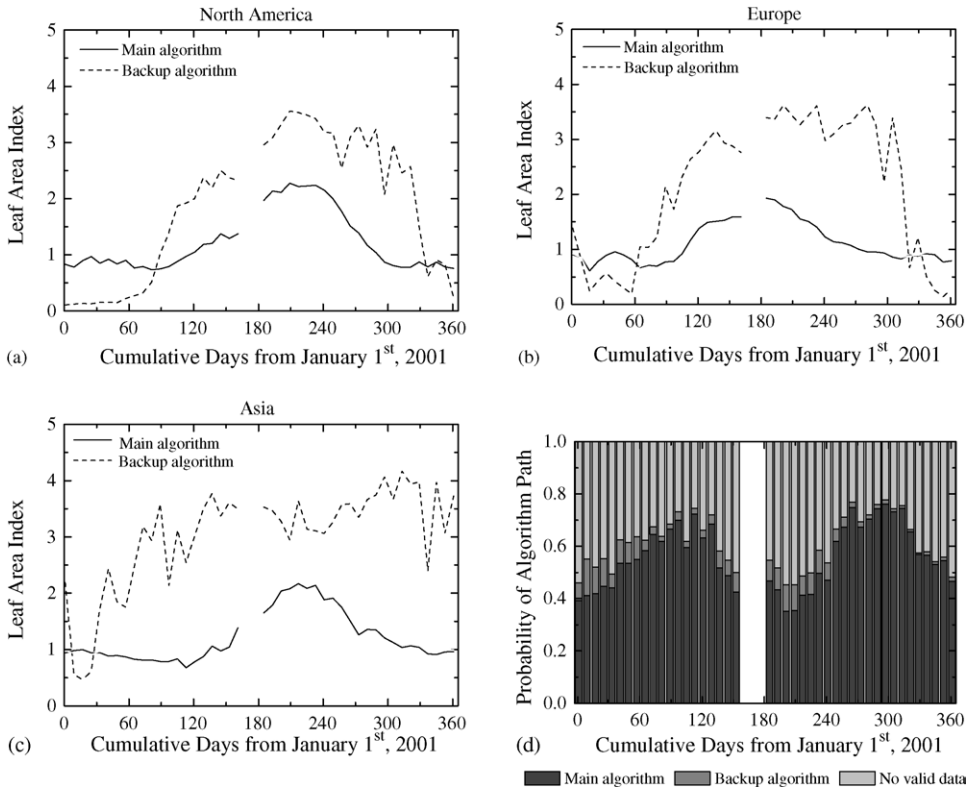 North America
5
4
3
2
1
0
Leaf Area Index
Main algorithm
Backup algorithm
0 60 120 180 240 300 360
(a)
Cumulative Days from January 1st, 2001
Europe
5
4
3
2
1
0
Leaf Area Index
Main algorithm
Backup algorithm
0 60 120 180 240 300 360
(b)
Cumulative Days from January 1st, 2001
Asia
5
4
3
2
1
0
Leaf Area Index
Main algorithm
Backup algorithm
0 60 120 180 240 300 360
(c)
Cumulative Days from January 1st, 2001
1.0
0.8
0.6
0.4
0.2
0.0
Probability of Algorithm Path
0 60 120 180 240 300 360
(d)
Cumulative Days from January 1st, 2001
Main algorithm Backup algorithm No valid data